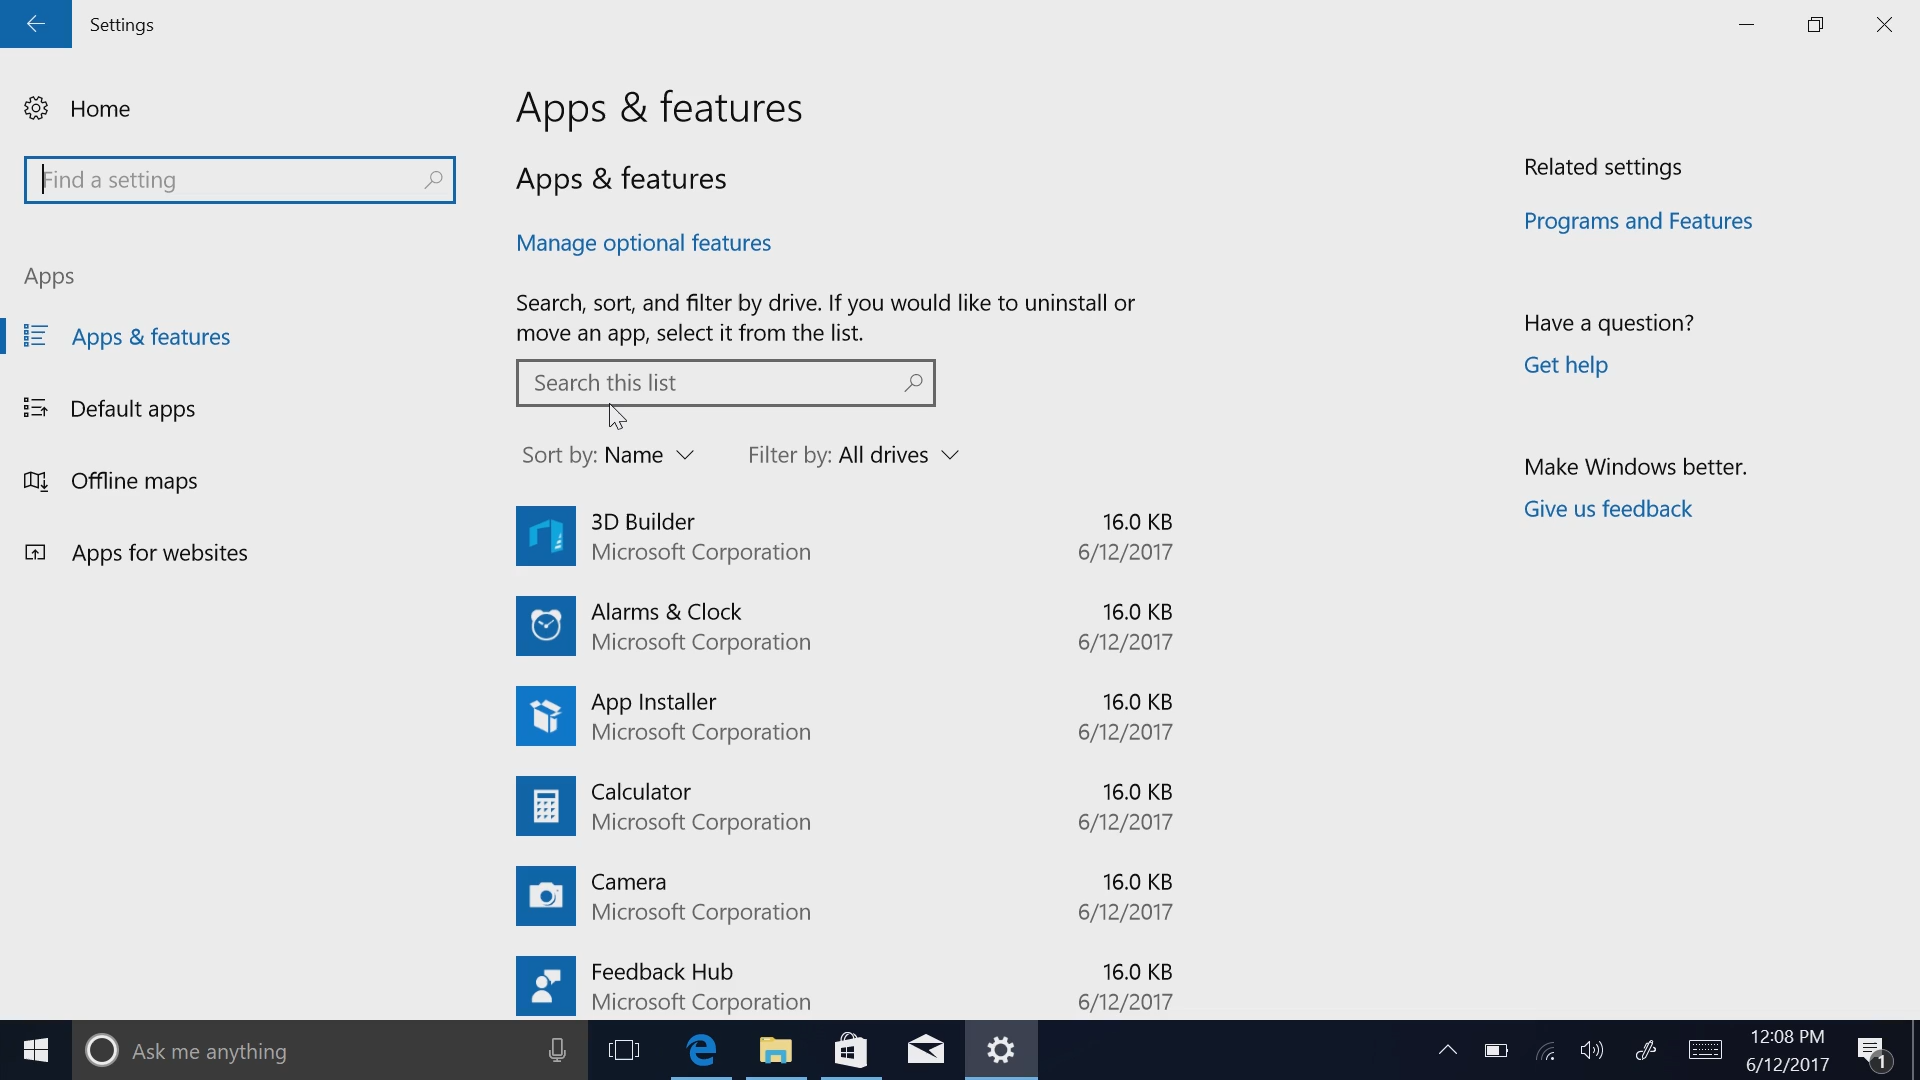 Settings
Home
Find a setting
Apps
Apps & features
Default apps
Offline maps
Apps for websites
Apps & features
Apps & features
Manage optional features
Search, sort, and filter by drive. If you would like to uninstall or
move an app, select it from the list.
Search this list
Sort by: Name Filter by: All drives
3D Builder 16.0 KB
Microsoft Corporation 6/12/2017
Alarms & Clock 16.0 KB
Microsoft Corporation 6/12/2017
App Installer 16.0 KB
Microsoft Corporation 6/12/2017
Calculator 16.0 KB
Microsoft Corporation 6/12/2017
Camera 16.0 KB
Microsoft Corporation 6/12/2017
Feedback Hub 16.0 KB
Microsoft Corporation 6/12/2017
Related settings
Programs and Features
Have a question?
Get help
Make Windows better.
Give us feedback
Ask me anything
12:08 PM
6/12/2017
1